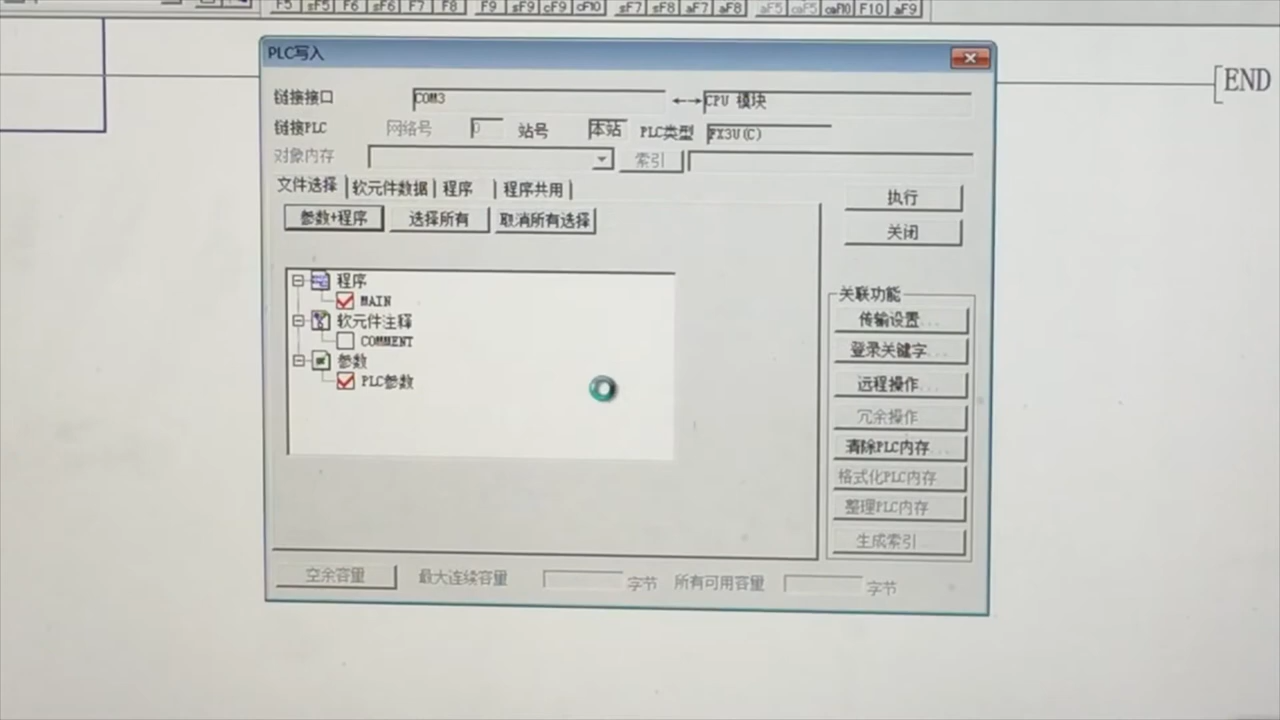 F5 sF5 F6 sF6 F7 F8 F9 sF9 cF9 cF10 sF7 sF8 aF7 aF8 aF5 caF5 caF10 F10 aF9
PLC写入
链接接口 COM3 ←→ CPU 模块
链接PLC 网络号 0 站号 本站 PLC类型 FX3U(C)
对象内存 索引
文件选择 软元件数据 程序 程序共用
参数+程序 选择所有 取消所有选择
执行
关闭
程序
MAIN
软元件注释
COMMENT
参数
PLC参数
关联功能
传输设置...
登录关键字...
远程操作...
冗余操作
清除PLC内存...
格式化PLC内存
整理PLC内存
生成索引
空余容量 最大连续容量 字节 所有可用容量 字节
END